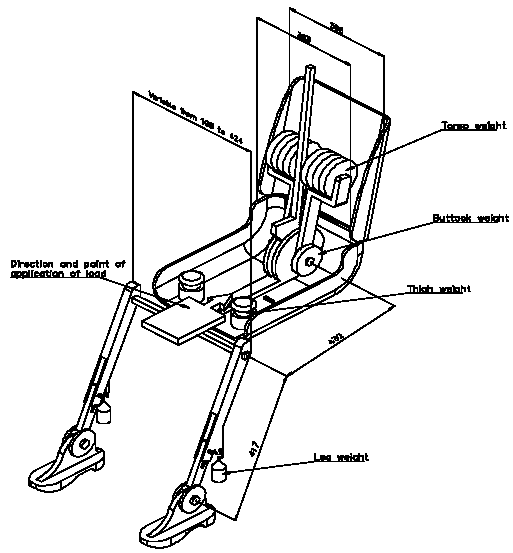 Variable from 108 to 424
Torso weight
Buttock weight
Direction and point of
application of load
Thigh weight
417
Leg weight